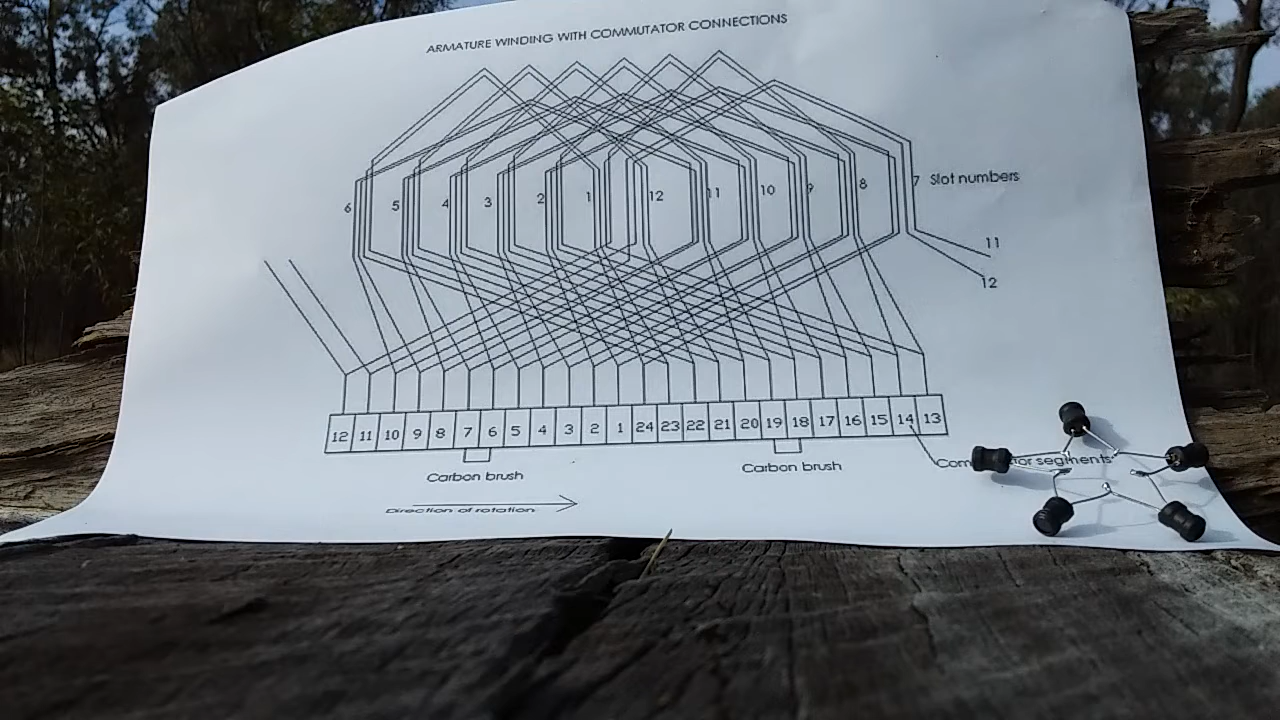 ARMATURE WINDING WITH COMMUTATOR CONNECTIONS
6 5 4 3 2 1 12 11 10 9 8 7 Slot numbers
11
12
12 11 10 9 8 7 6 5 4 3 2 1 24 23 22 21 20 19 18 17 16 15 14 13
Carbon brush Carbon brush segments
Direction of rotation